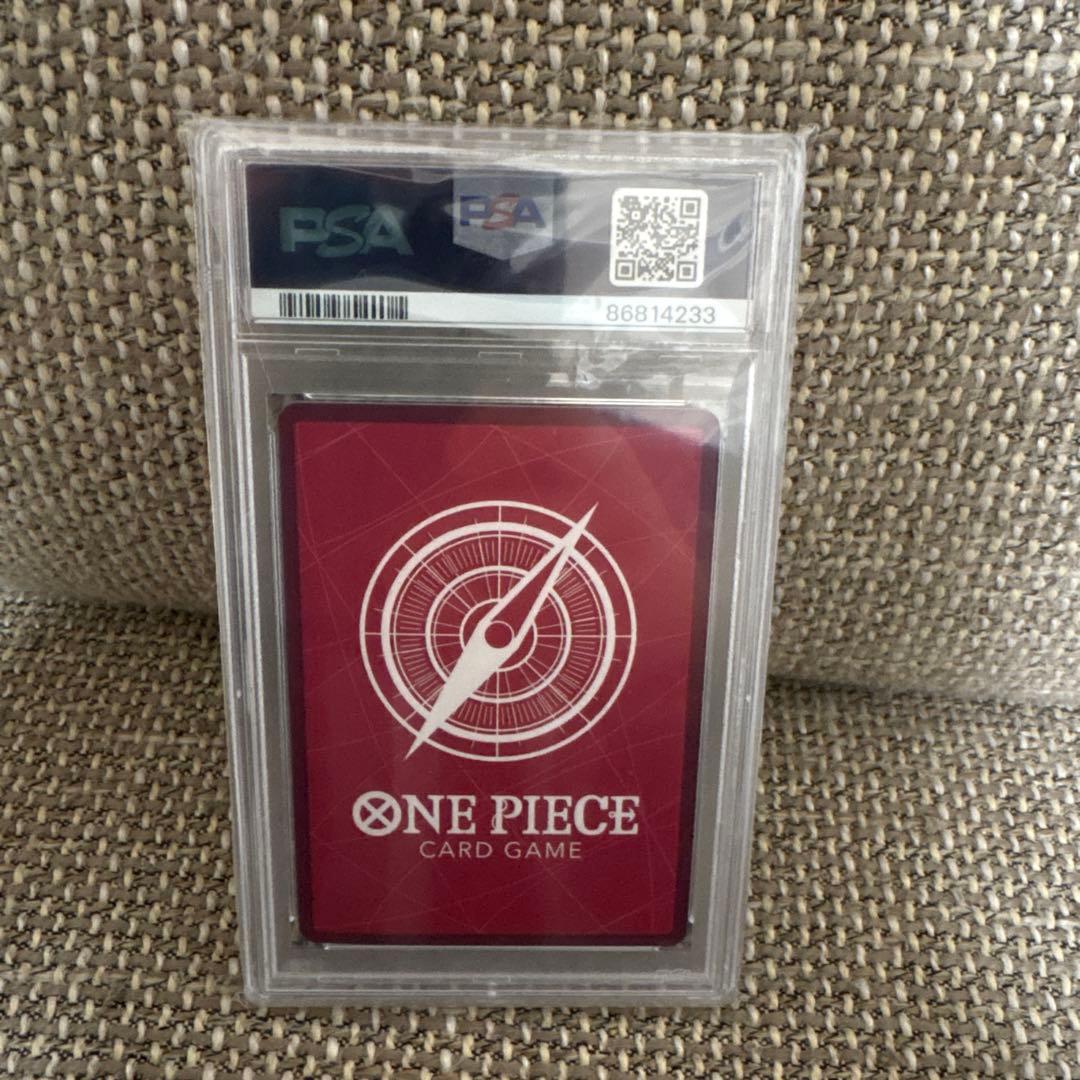 PSA PSA
86814233
ONE PIECE
CARD GAME